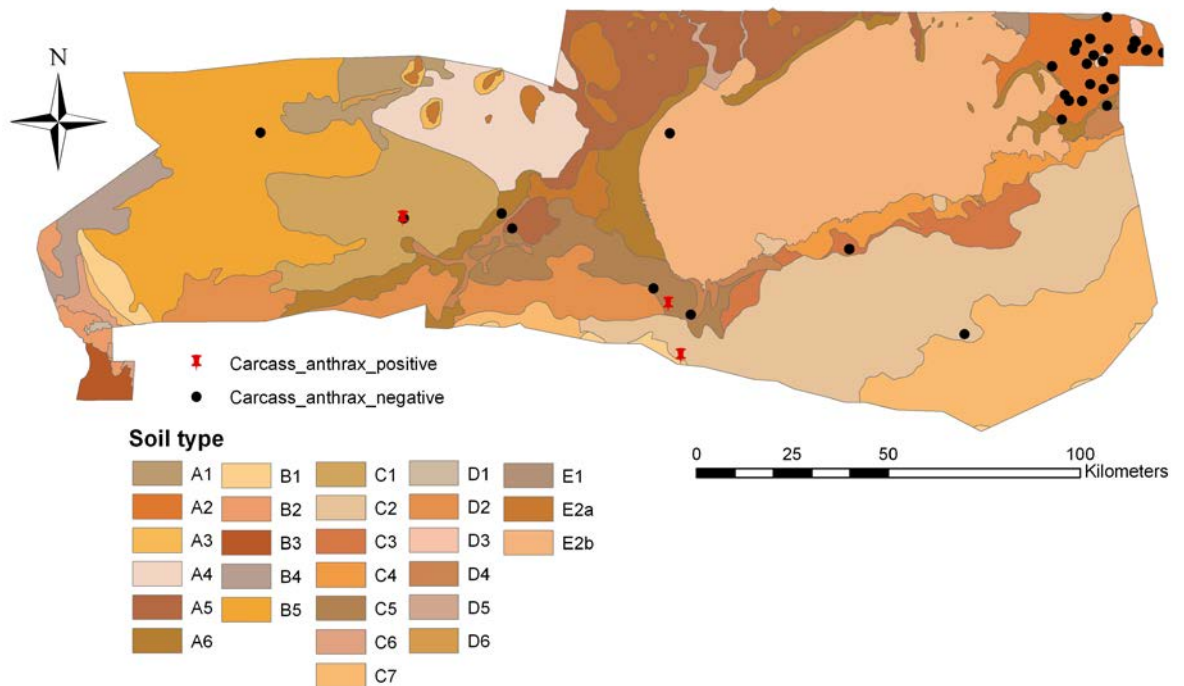 N
Carcass_anthrax_positive
Carcass_anthrax_negative
Soil type
A1
A2
A3
A4
A5
A6
B1
B2
B3
B4
B5
C1
C2
C3
C4
C5
C6
C7
D1
D2
D3
D4
D5
D6
E1
E2a
E2b
0 25 50 100
Kilometers